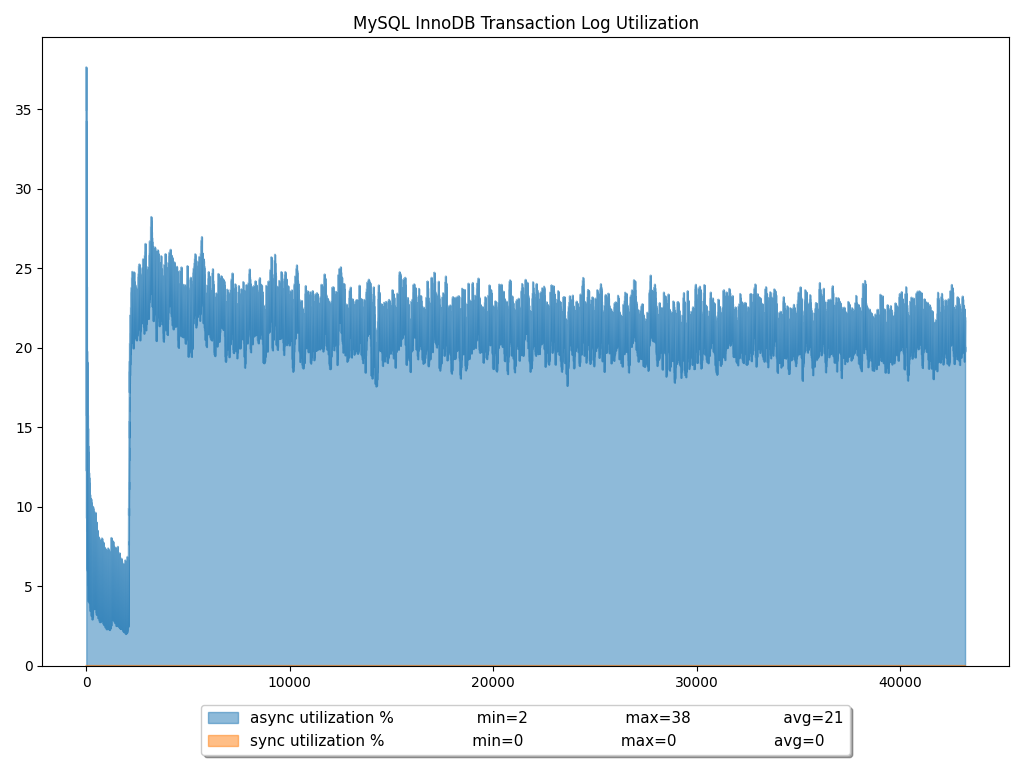 MySQL InnoDB Transaction Log Utilization
35
30
25
20
15
10
5
0
0 10000 20000 30000 40000
async utilization % min=2 max=38 avg=21
sync utilization % min=0 max=0 avg=0